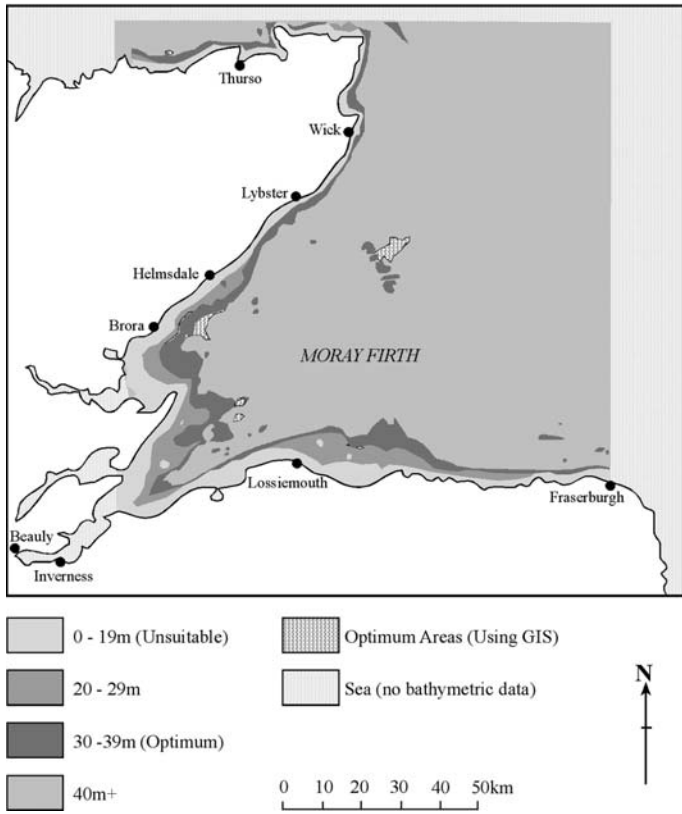 Thurso
Wick
Lybster
Helmsdale
Brora
MORAY FIRTH
Lossiemouth
Fraserburgh
Beauly
Inverness
0 - 19m (Unsuitable)
20 - 29m
30 -39m (Optimum)
40m+
Optimum Areas (Using GIS)
Sea (no bathymetric data)
N
0 10 20 30 40 50km